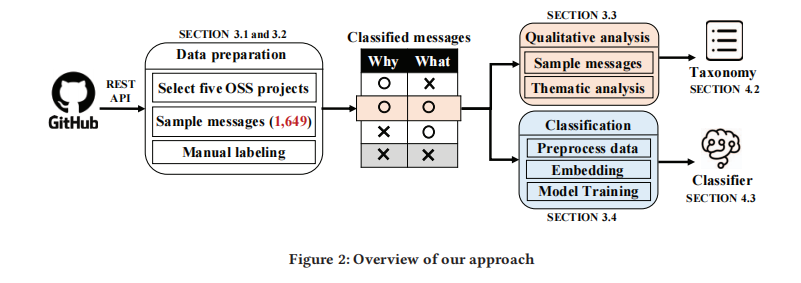 SECTION 3.1 and 3.2
Data preparation
Select five OSS projects
Sample messages (1,649)
Manual labeling
GitHub
REST
API
Classified messages
Why What
SECTION 3.3
Qualitative analysis
Sample messages
Thematic analysis
Taxonomy
SECTION 4.2
Classification
Preprocess data
Embedding
Model Training
SECTION 3.4
Classifier
SECTION 4.3
Figure 2: Overview of our approach